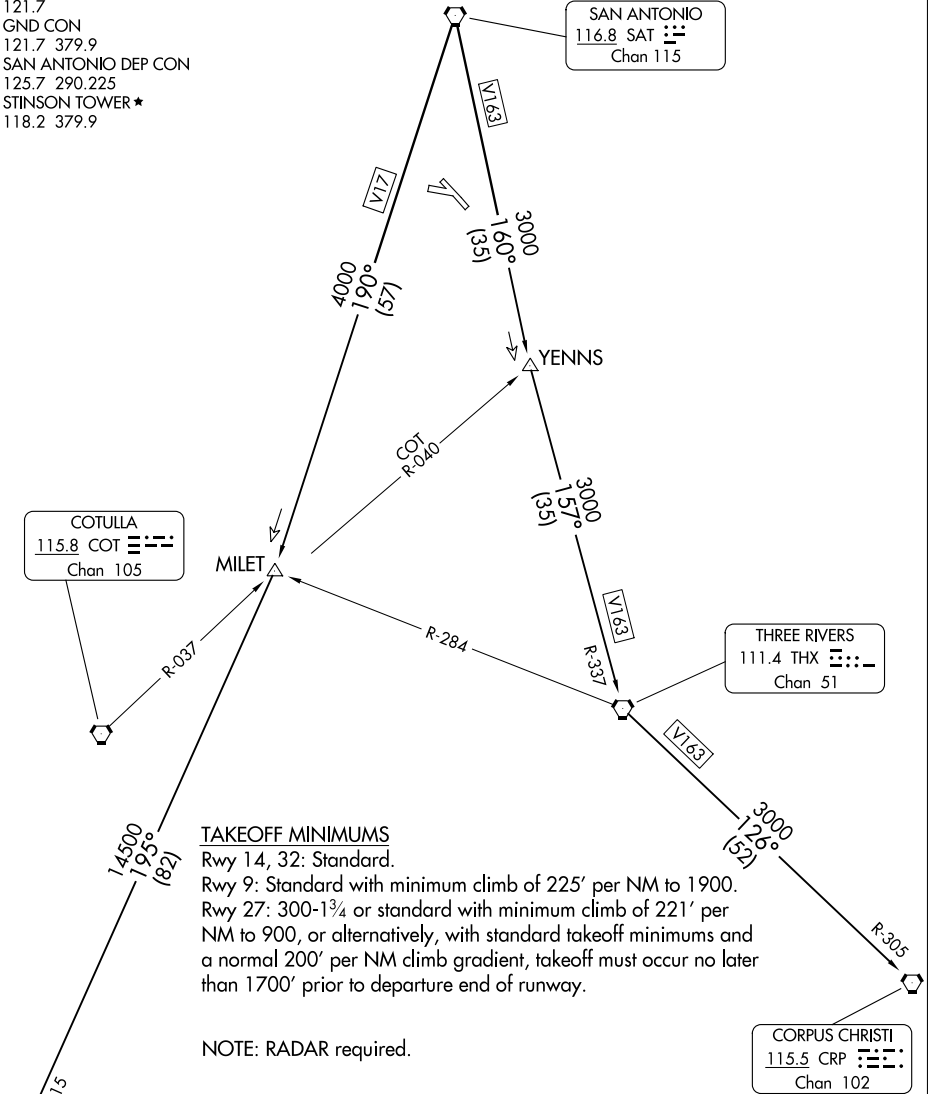 121.7
GND CON
121.7 379.9
SAN ANTONIO DEP CON
125.7 290.225
STINSON TOWER ★
118.2 379.9
SAN ANTONIO
116.8 SAT
Chan 115
V163
V17
3000
160°
(35)
4000
190°
(57)
YENNS
COT
R-040
3000
157°
(35)
COTULLA
115.8 COT
Chan 105
MILET
R-037
R-284
V163
R-337
THREE RIVERS
111.4 THX
Chan 51
V163
3000
126°
(52)
14500
195°
(82)
TAKEOFF MINIMUMS
Rwy 14, 32: Standard.
Rwy 9: Standard with minimum climb of 225' per NM to 1900.
Rwy 27: 300-1¾ or standard with minimum climb of 221' per
NM to 900, or alternatively, with standard takeoff minimums and
a normal 200' per NM climb gradient, takeoff must occur no later
than 1700' prior to departure end of runway.
R-305
NOTE: RADAR required.
CORPUS CHRISTI
115.5 CRP
Chan 102
15